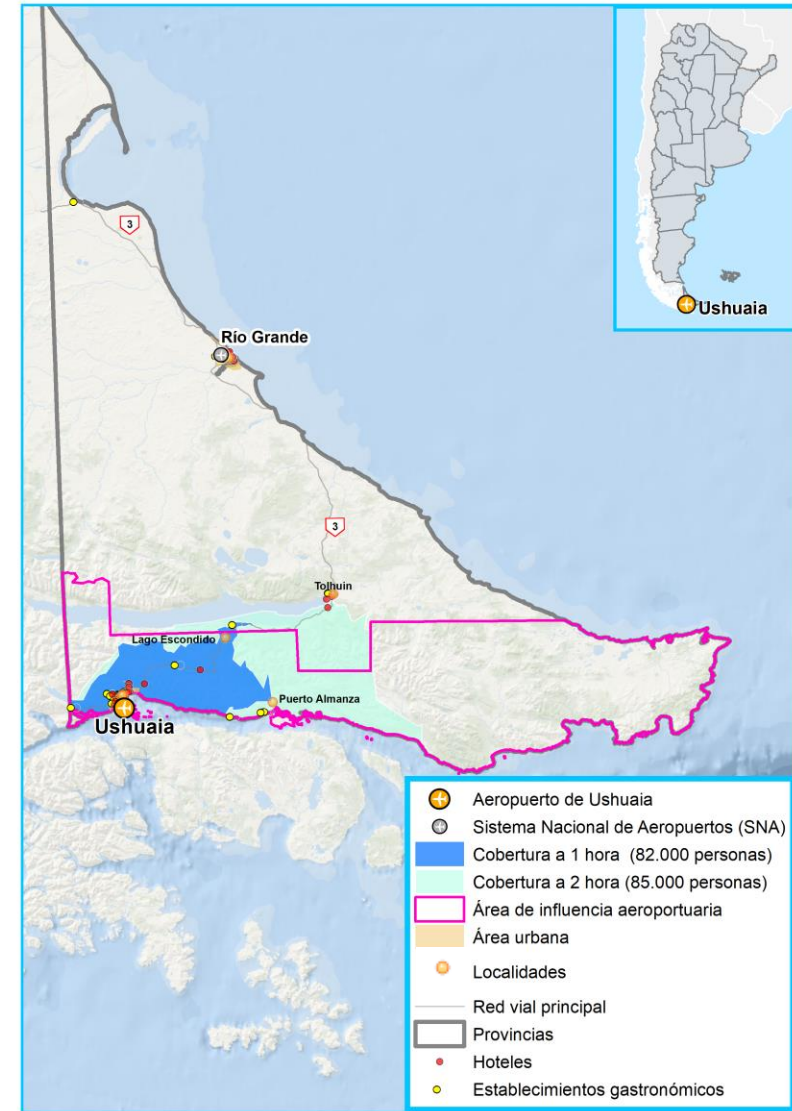 Ushuaia
3
Río Grande
3
Tolhuin
Lago Escondido
Puerto Almanza
Ushuaia
Aeropuerto de Ushuaia
Sistema Nacional de Aeropuertos (SNA)
Cobertura a 1 hora (82.000 personas)
Cobertura a 2 hora (85.000 personas)
Área de influencia aeroportuaria
Área urbana
Localidades
Red vial principal
Provincias
Hoteles
Establecimientos gastronómicos